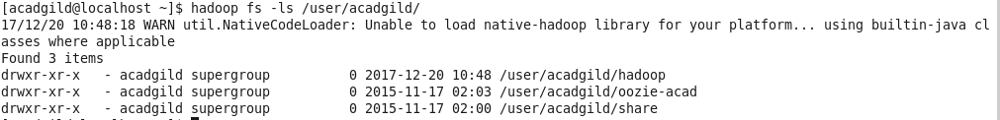 [acadgild@localhost ~]$ hadoop fs -ls /user/acadgild/
17/12/20 10:48:18 WARN util.NativeCodeLoader: Unable to load native-hadoop library for your platform... using builtin-java cl
asses where applicable
Found 3 items
drwxr-xr-x   - acadgild supergroup          0 2017-12-20 10:48 /user/acadgild/hadoop
drwxr-xr-x   - acadgild supergroup          0 2015-11-17 02:03 /user/acadgild/oozie-acad
drwxr-xr-x   - acadgild supergroup          0 2015-11-17 02:00 /user/acadgild/share